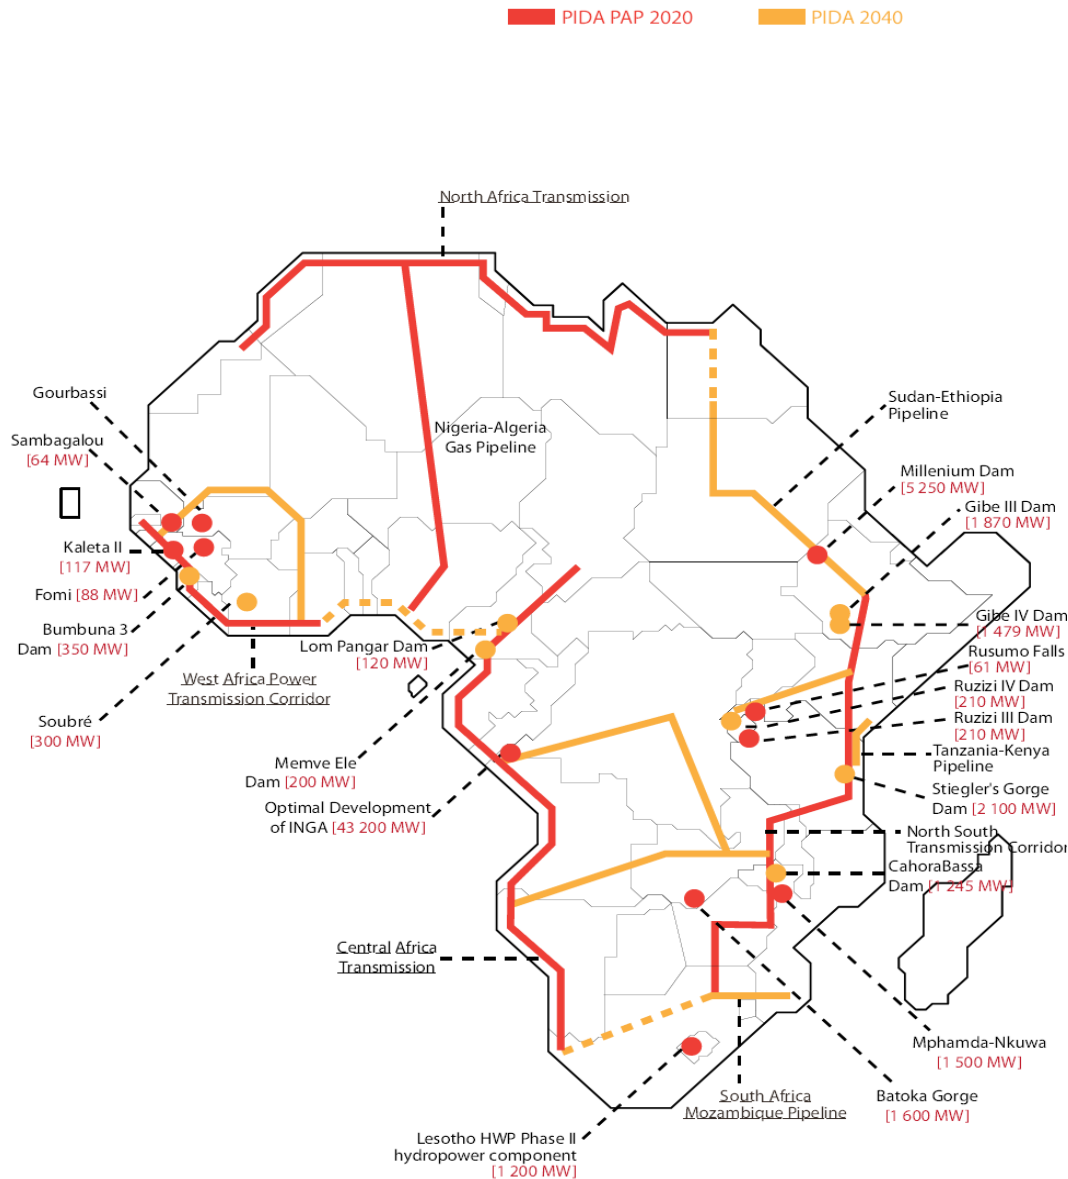 PIDA PAP 2020
PIDA 2040
North Africa Transmission
Gourbassi
Sambagalou
[64 MW]
Nigeria-Algeria
Gas Pipeline
Sudan-Ethiopia
Pipeline
Millenium Dam
[5 250 MW]
Gibe III Dam
[1 870 MW]
Kaleta II
[117 MW]
Fomi [88 MW]
Bumbuna 3
Dam [350 MW]
Gibe IV Dam
[1 479 MW]
Rusumo Falls
[61 MW]
Ruzizi IV Dam
[210 MW]
Ruzizi III Dam
[210 MW]
Lom Pangar Dam
[120 MW]
West Africa Power
Transmission Corridor
Soubré
[300 MW]
Memve Ele
Dam [200 MW]
Tanzania-Kenya
Pipeline
Stiegler's Gorge
Dam [2 100 MW]
Optimal Development
of INGA [43 200 MW]
North South
Transmission Corridor
CahoraBassa
Dam [1 245 MW]
Central Africa
Transmission
Mphamda-Nkuwa
[1 500 MW]
Batoka Gorge
[1 600 MW]
South Africa
Mozambique Pipeline
Lesotho HWP Phase II
hydropower component
[1 200 MW]